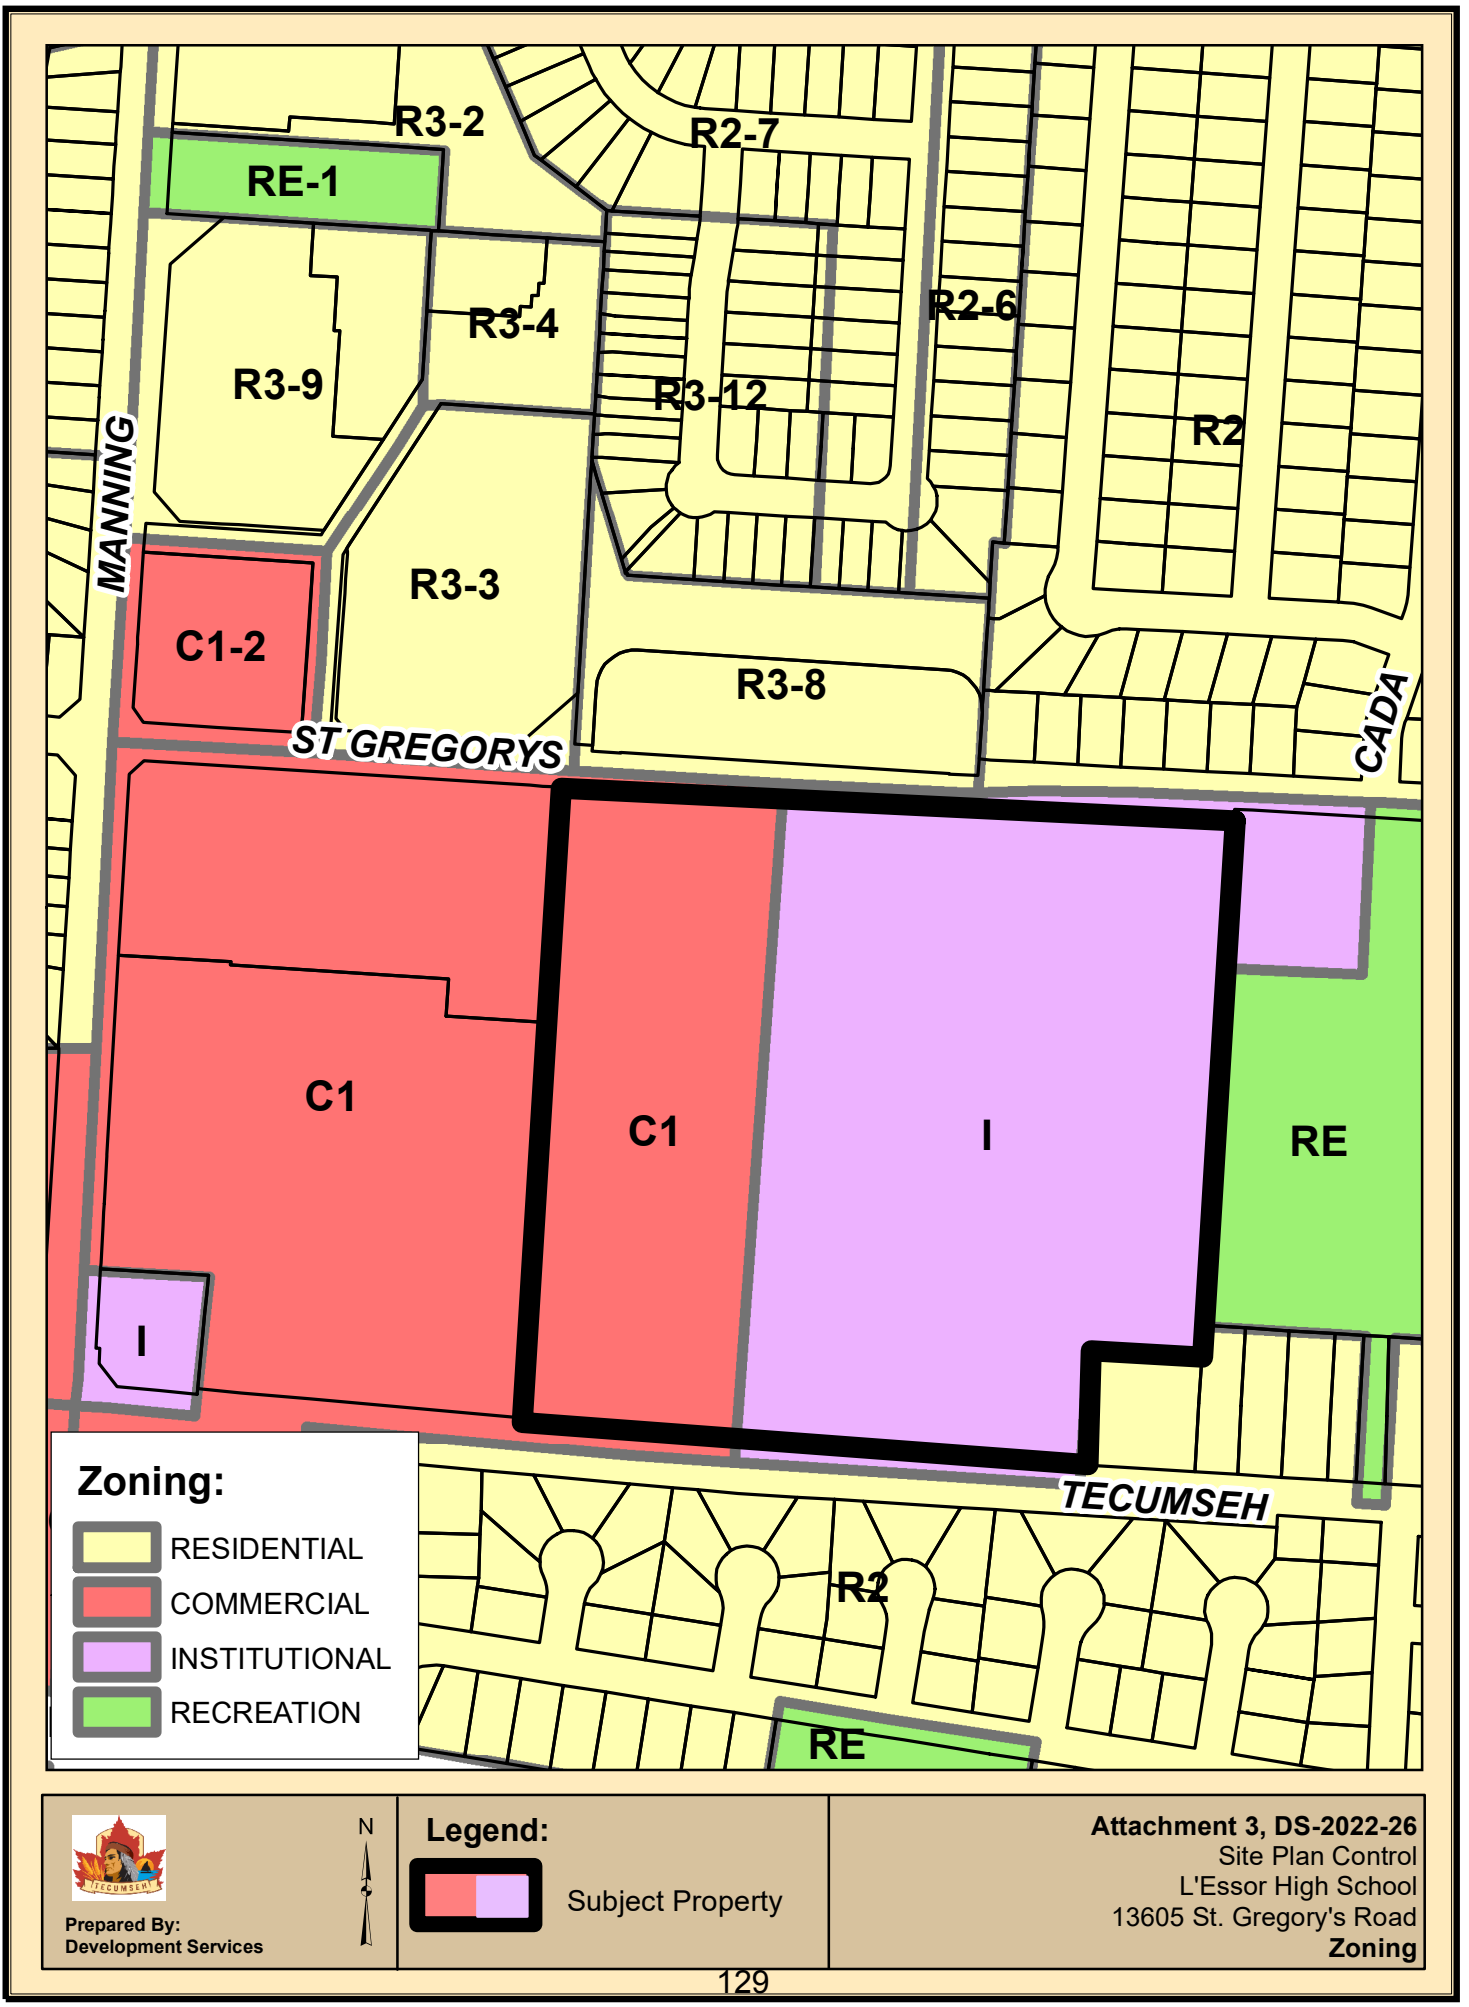 R3-2
R2-7
RE-1
R2-6
R3-4
R3-9
R3-12
R2
MANNING
R3-3
C1-2
R3-8
CADA
ST GREGORYS
C1
C1
I
RE
I
TECUMSEH
R2
RE
Zoning:
RESIDENTIAL
COMMERCIAL
INSTITUTIONAL
RECREATION
TECUMSEH
Prepared By:
Development Services
N
Legend:
Subject Property
Attachment 3, DS-2022-26
Site Plan Control
L'Essor High School
13605 St. Gregory's Road
Zoning
129